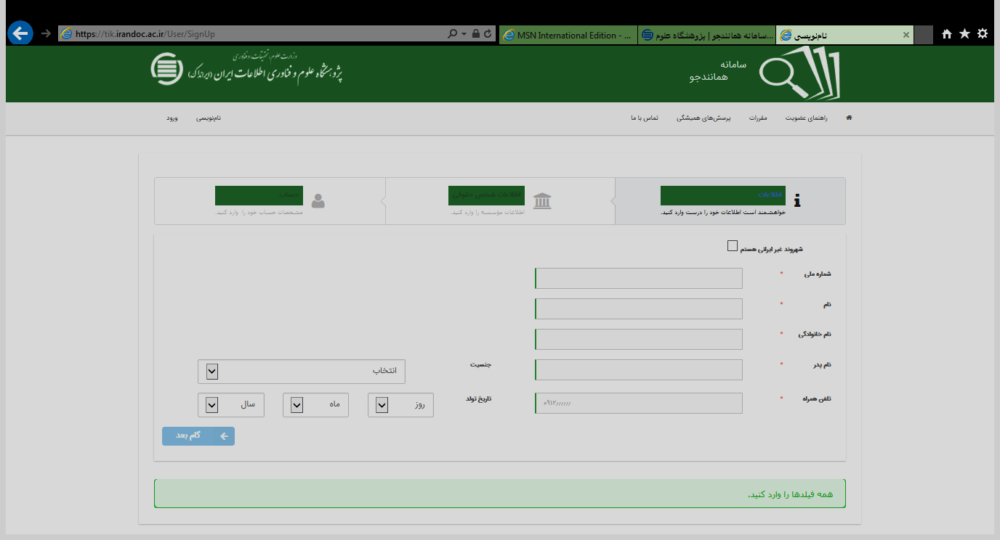 https://tik.irandoc.ac.ir/User/SignUp
MSN International Edition - ...
سامانه همانندجو | پژوهشگاه علوم...
نام‌نویسی
وزارت علوم، تحقیقات و فناوری
پژوهشگاه علوم و فناوری اطلاعات ایران (ایرانداک)
سامانه
همانندجو
راهنمای عضویت
مقررات
پرسش‌های همیشگی
تماس با ما
نام‌نویسی
ورود
اطلاعات
خواهشمند است اطلاعات خود را درست وارد کنید.
اطلاعات شخص حقوقی
اطلاعات مؤسسه را وارد کنید.
حساب
مشخصات حساب خود را وارد کنید.
شهروند غیر ایرانی هستم
شماره ملی *
نام *
نام خانوادگی *
نام پدر *
جنسیت
انتخاب
تلفن همراه *
۰۹۱۲///////
تاریخ تولد
روز
ماه
سال
گام بعد
همه فیلدها را وارد کنید.